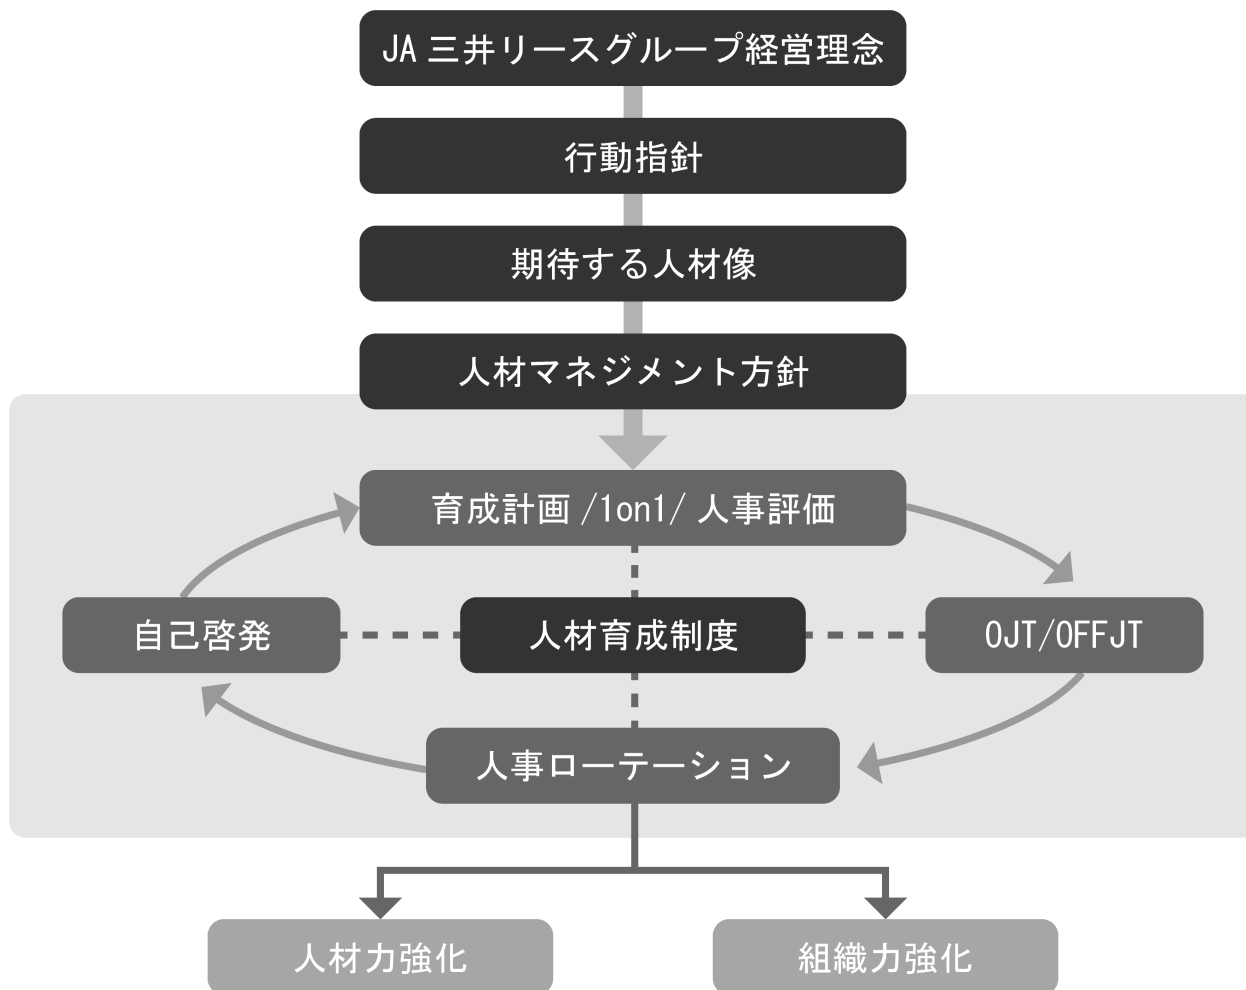 JA三井リースグループ経営理念
行動指針
期待する人材像
人材マネジメント方針
育成計画/1on1/人事評価
自己啓発
人材育成制度
OJT/OFFJT
人事ローテーション
人材力強化
組織力強化